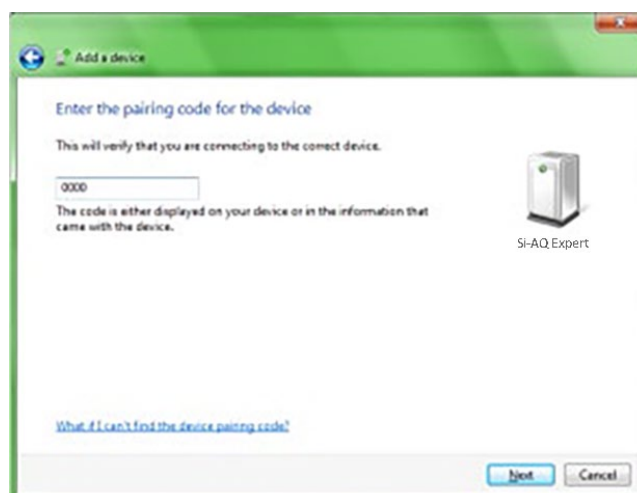 Add a device
Enter the pairing code for the device
This will verify that you are connecting to the correct device.
0000
The code is either displayed on your device or in the information that
came with the device.
Si-AQ Expert
What if I can't find the device pairing code?
Next Cancel